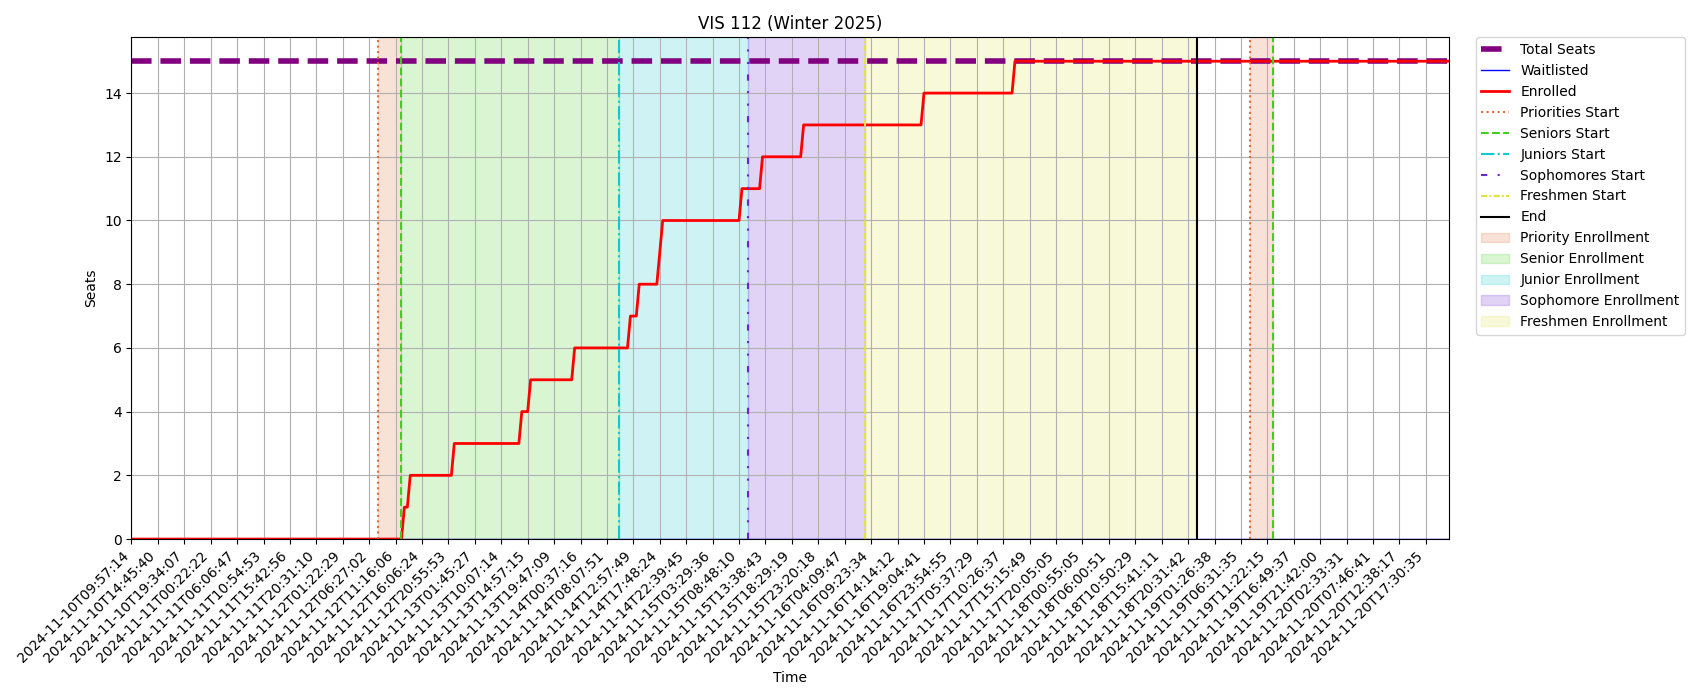 VIS 112 (Winter 2025)
Total Seats
Waitlisted
Enrolled
Priorities Start
Seniors Start
Juniors Start
Sophomores Start
Freshmen Start
End
Priority Enrollment
Senior Enrollment
Junior Enrollment
Sophomore Enrollment
Freshmen Enrollment
Seats
14
12
10
8
6
4
2
0
2024-11-10T09:57:14
2024-11-10T14:45:40
2024-11-10T19:34:07
2024-11-11T00:22:22
2024-11-11T06:06:47
2024-11-11T10:54:53
2024-11-11T15:42:56
2024-11-11T20:31:10
2024-11-12T01:22:29
2024-11-12T06:27:02
2024-11-12T11:16:06
2024-11-12T16:06:24
2024-11-12T20:55:53
2024-11-13T01:45:27
2024-11-13T10:07:14
2024-11-13T14:57:15
2024-11-13T19:47:09
2024-11-14T00:37:16
2024-11-14T08:07:51
2024-11-14T12:57:49
2024-11-14T17:48:24
2024-11-14T22:39:45
2024-11-15T03:29:36
2024-11-15T08:48:10
2024-11-15T13:38:43
2024-11-15T18:29:19
2024-11-15T23:20:18
2024-11-16T04:09:47
2024-11-16T09:23:34
2024-11-16T14:14:12
2024-11-16T19:04:41
2024-11-16T23:54:55
2024-11-17T05:37:29
2024-11-17T10:26:37
2024-11-17T15:15:49
2024-11-17T20:05:05
2024-11-18T00:55:05
2024-11-18T06:00:51
2024-11-18T10:50:29
2024-11-18T15:41:11
2024-11-18T20:31:42
2024-11-19T01:26:38
2024-11-19T06:31:35
2024-11-19T11:22:15
2024-11-19T16:49:37
2024-11-19T21:42:00
2024-11-20T02:33:31
2024-11-20T07:46:41
2024-11-20T12:38:17
2024-11-20T17:30:35
Time